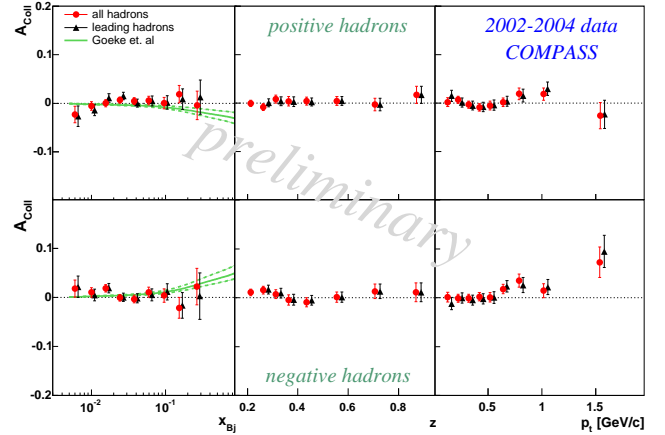 A_Coll
all hadrons
leading hadrons
Goeke et. al
positive hadrons
2002-2004 data
COMPASS
0.1
0
-0.1
preliminary
A_Coll
0.1
0
-0.1
-0.2
negative hadrons
10^-2 10^-1
0.2 0.4 0.6 0.8
0.5 1 1.5
x_Bj
z
p_t [GeV/c]